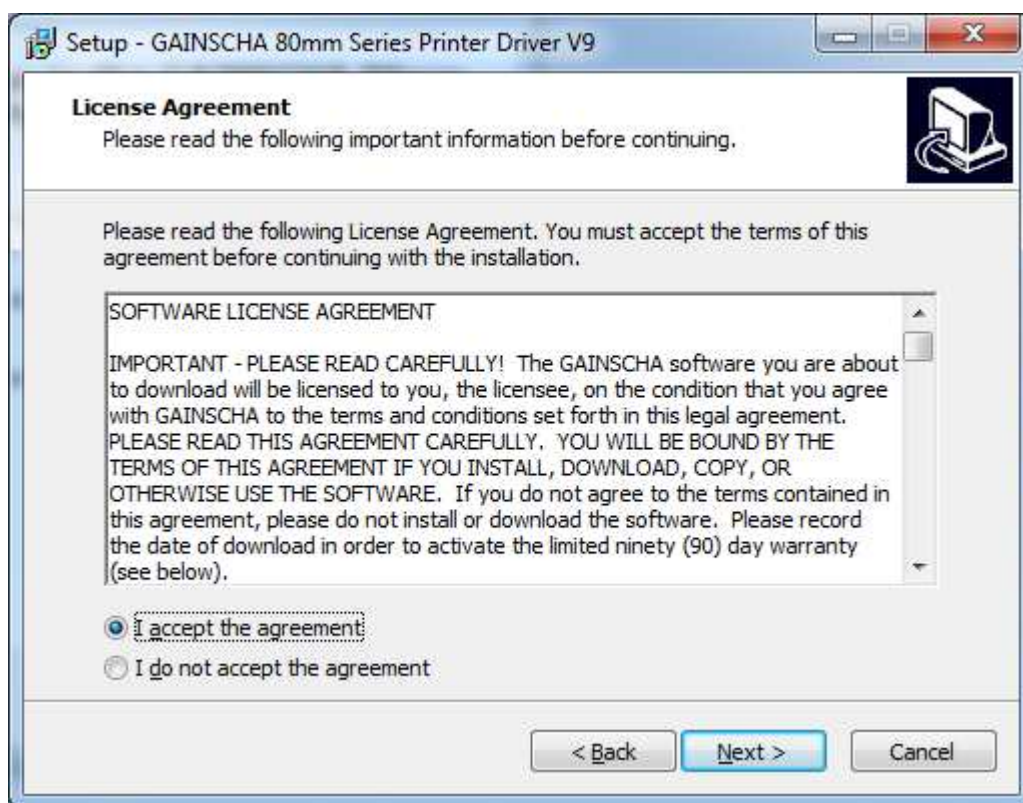 Setup - GAINSCHA 80mm Series Printer Driver V9
License Agreement
Please read the following important information before continuing.
Please read the following License Agreement. You must accept the terms of this
agreement before continuing with the installation.
SOFTWARE LICENSE AGREEMENT
IMPORTANT - PLEASE READ CAREFULLY!  The GAINSCHA software you are about
to download will be licensed to you, the licensee, on the condition that you agree
with GAINSCHA to the terms and conditions set forth in this legal agreement.
PLEASE READ THIS AGREEMENT CAREFULLY.  YOU WILL BE BOUND BY THE
TERMS OF THIS AGREEMENT IF YOU INSTALL, DOWNLOAD, COPY, OR
OTHERWISE USE THE SOFTWARE.  If you do not agree to the terms contained in
this agreement, please do not install or download the software.  Please record
the date of download in order to activate the limited ninety (90) day warranty
(see below).
I accept the agreement
I do not accept the agreement
< Back
Next >
Cancel